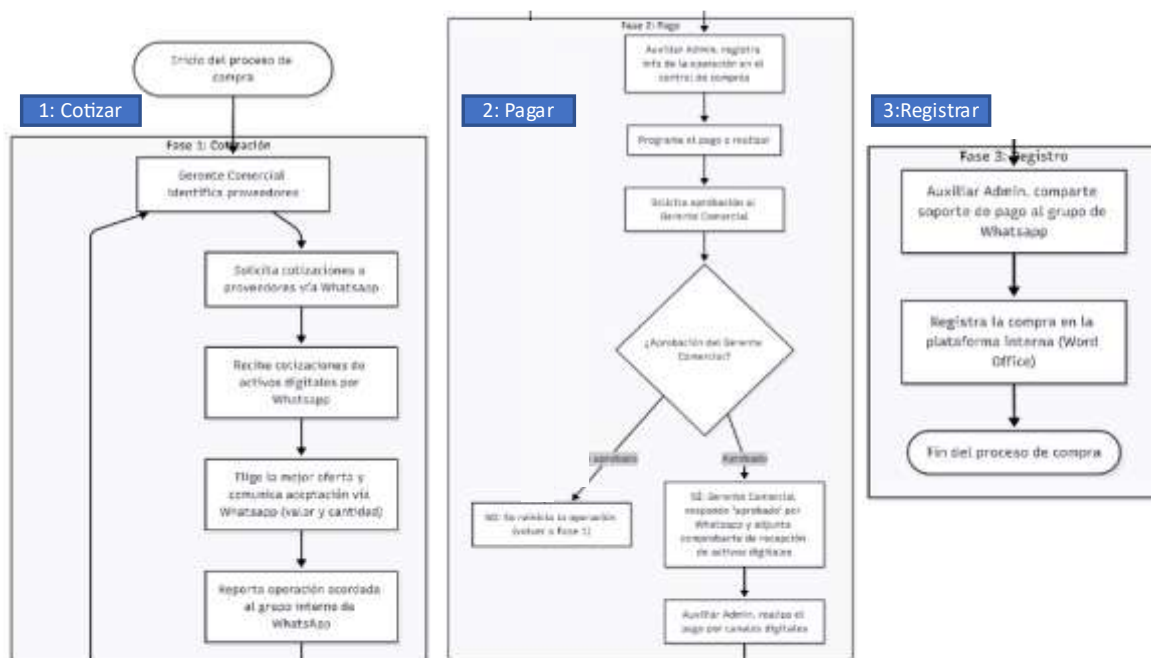 Inicio del proceso de
compra
1: Cotizar
Fase 1: Cotización
Gerente Comercial
identifica proveedores
Solicita cotizaciones a
proveedores vía Whatsapp
Recibe cotizaciones de
activos digitales por
Whatsapp
Elige la mejor oferta y
comunica aceptación vía
Whatsapp (valor y cantidad)
Reporta operación acordada
al grupo interno de
WhatsApp
Fase 2: Pago
2: Pagar
Auxiliar Admin. registra
info de la operación en el
control de compras
Programa el pago a realizar
Solicita aprobación al
Gerente Comercial
¿Aprobación del Gerente
Comercial?
aprobado
Aprobado
NO: Se reinicia la operación
(volver a Fase 1)
SÍ: Gerente Comercial
responde 'aprobado' por
Whatsapp y adjunta
comprobante de recepción
de activos digitales
Auxiliar Admin. realiza el
pago por canales digitales
3:Registrar
Fase 3: Registro
Auxiliar Admin. comparte
soporte de pago al grupo de
Whatsapp
Registra la compra en la
plataforma interna (Word
Office)
Fin del proceso de compra